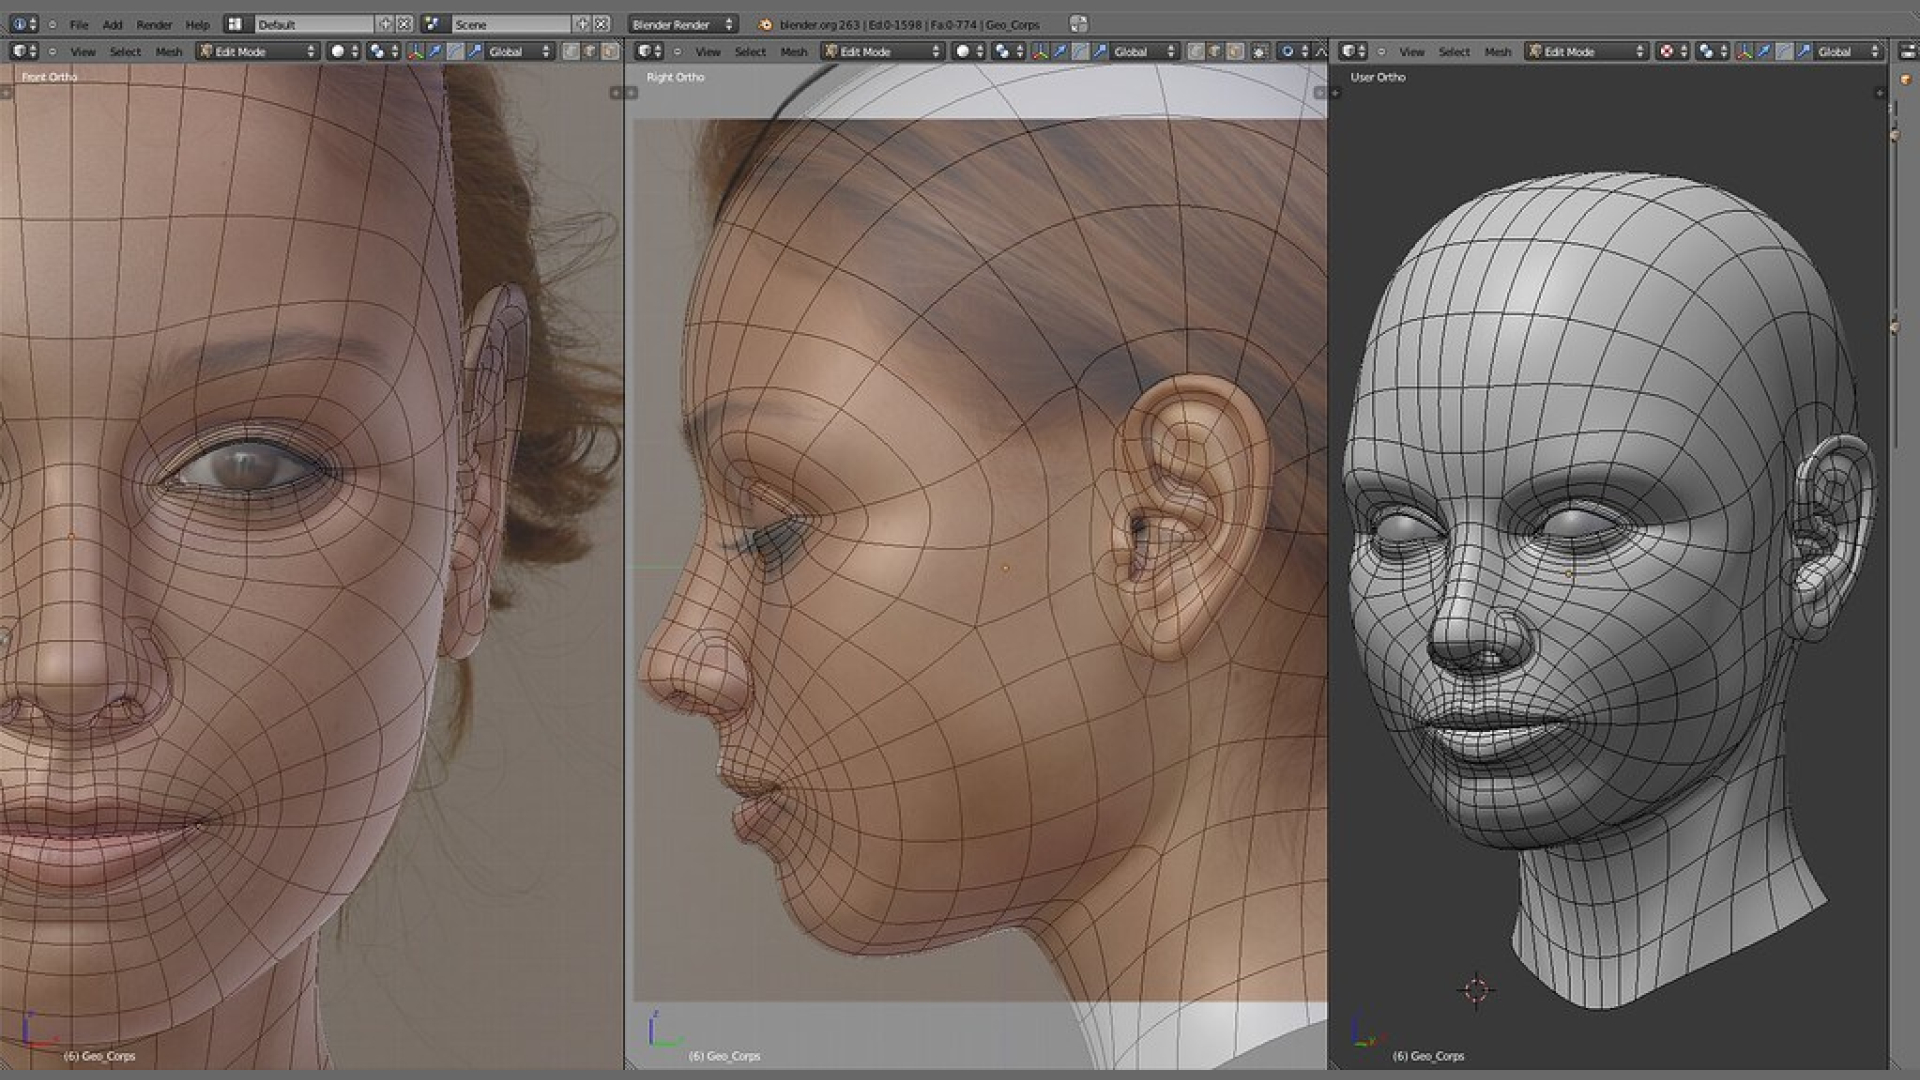 File Add Render Help Default Scene Blender Render blender.org 263 | Ed:0-1598 | Fa:0-774 | Geo_Corps
View Select Mesh Edit Mode Global View Select Mesh Edit Mode Global View Select Mesh Edit Mode Global
Front Ortho Right Ortho User Ortho
z z
x y y
(6) Geo_Corps (6) Geo_Corps (6) Geo_Corps